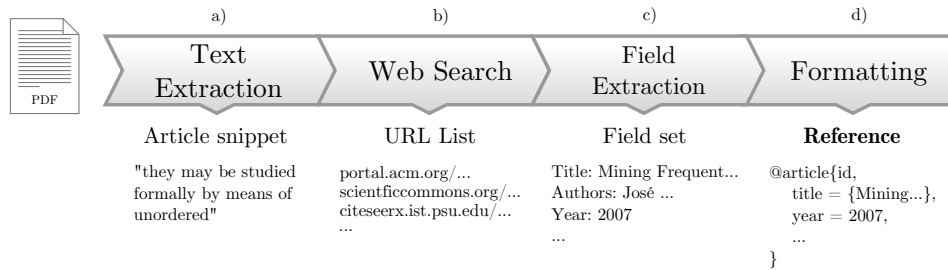 a)
b)
c)
d)
PDF
Text
Extraction
Web Search
Field
Extraction
Formatting
Article snippet
"they may be studied
formally by means of
unordered"
URL List
portal.acm.org/...
scientficcommons.org/...
citeseerx.ist.psu.edu/...
...
Field set
Title: Mining Frequent...
Authors: José ...
Year: 2007
...
Reference
@article{id,
title = {Mining...},
year = 2007,
...
}